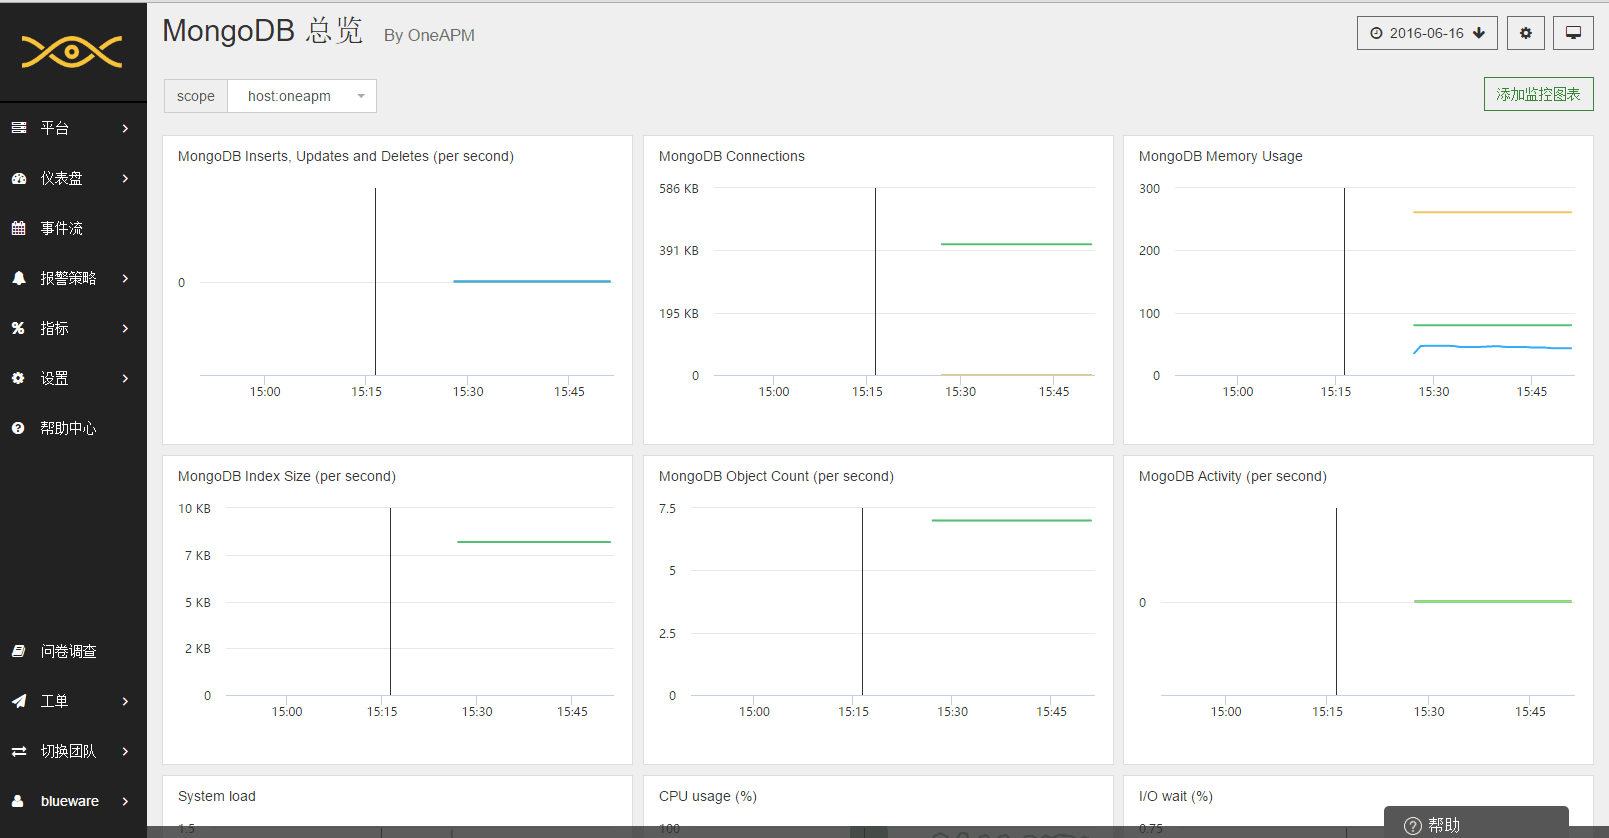 MongoDB 总览 By OneAPM
2016-06-16
scope host:oneapm
添加监控图表
平台
仪表盘
事件流
报警策略
指标
设置
帮助中心
问卷调查
工单
切换团队
blueware
MongoDB Inserts, Updates and Deletes (per second)
0
15:00 15:15 15:30 15:45
MongoDB Connections
586 KB
391 KB
195 KB
0
15:00 15:15 15:30 15:45
MongoDB Memory Usage
300
200
100
0
15:00 15:15 15:30 15:45
MongoDB Index Size (per second)
10 KB
7 KB
5 KB
2 KB
0
15:00 15:15 15:30 15:45
MongoDB Object Count (per second)
7.5
5
2.5
0
15:00 15:15 15:30 15:45
MogoDB Activity (per second)
0
15:00 15:15 15:30 15:45
System load
1.5
CPU usage (%)
100
I/O wait (%)
0.75
帮助